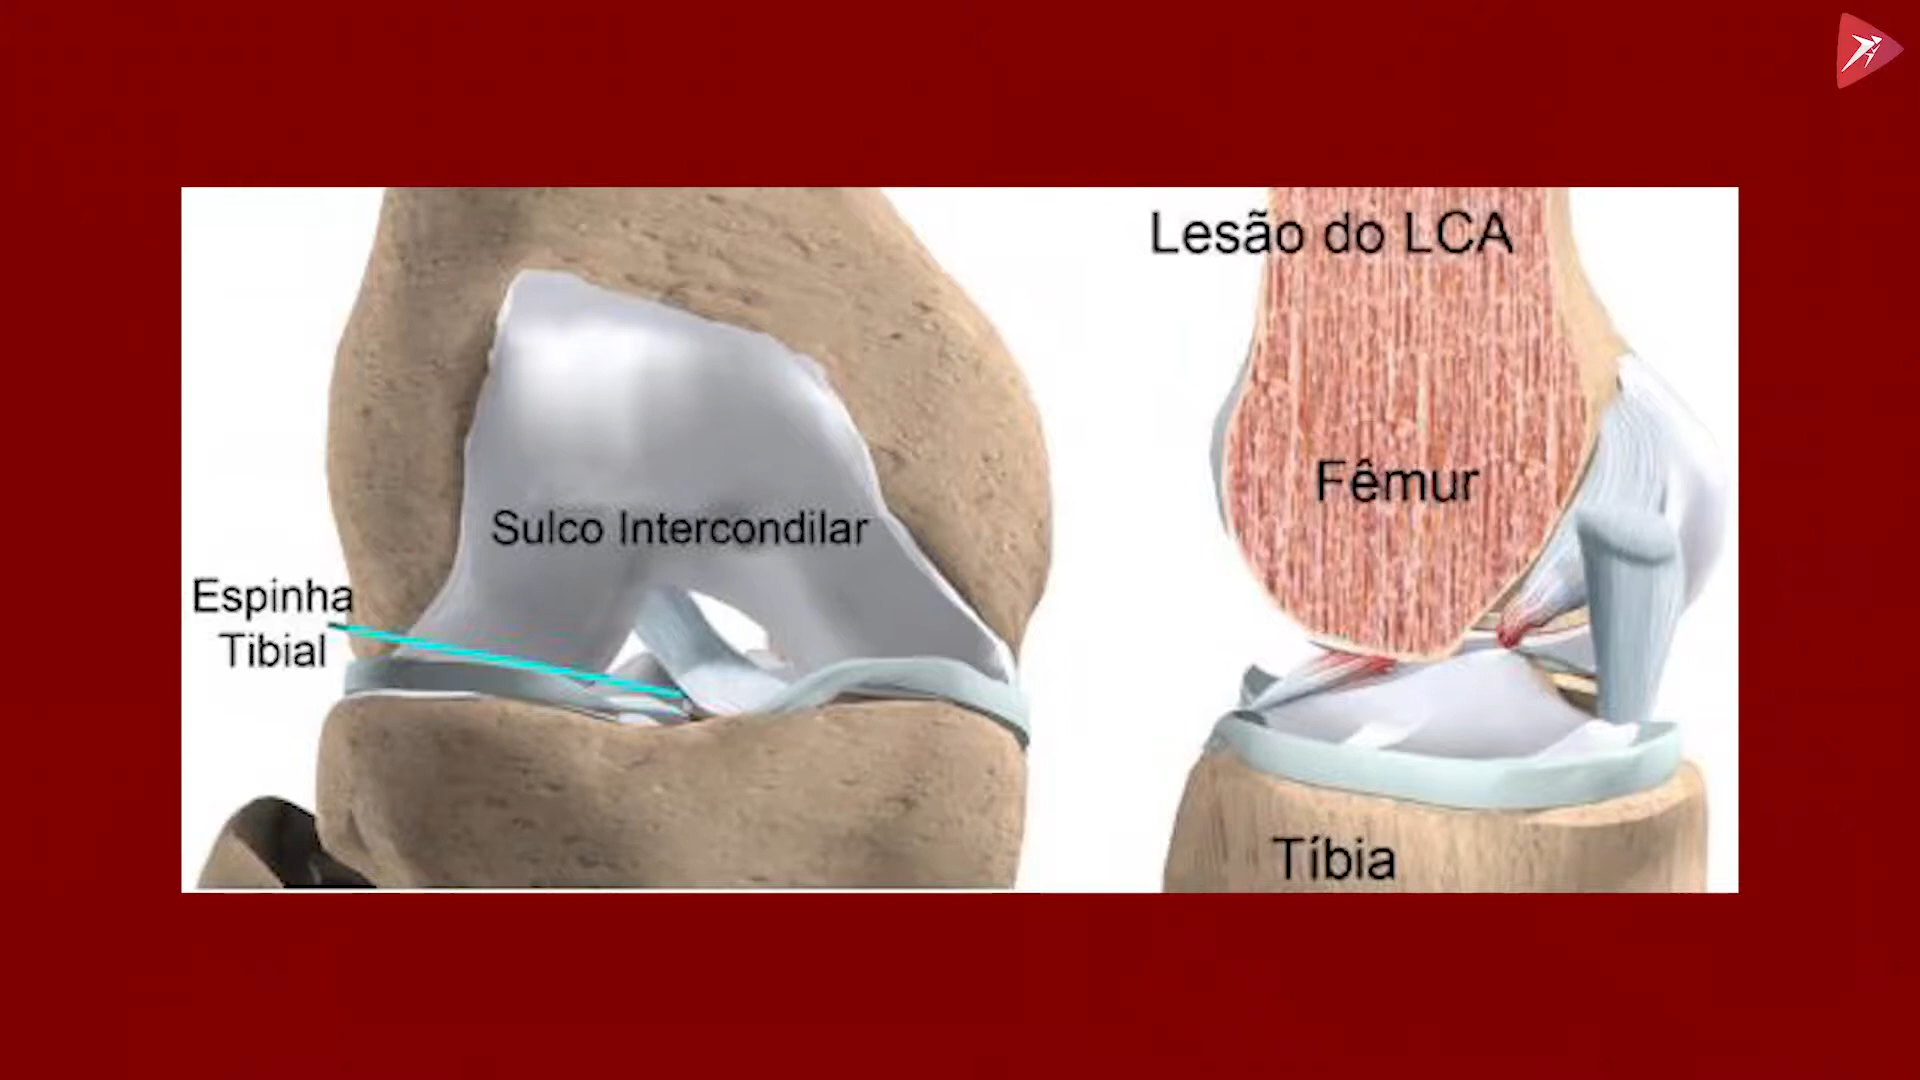 Sulco Intercondilar
Espinha
Tibial
Lesão do LCA
Fêmur
Tíbia